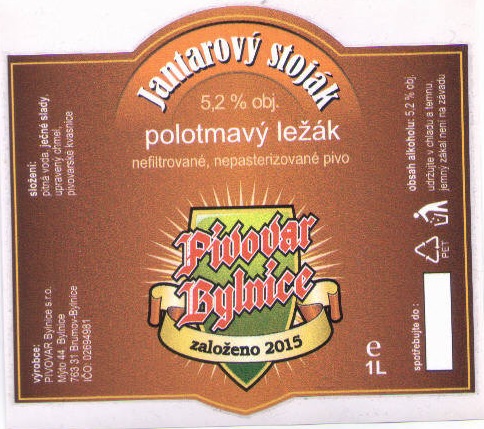 Jantarový stoják
5,2 % obj.
polotmavý ležák
nefiltrované, nepasterizované pivo
Pivovar
Bylnice
založeno 2015
složení:
pitná voda, ječné slady,
upravený chmel,
pivovarské kvasnice
výrobce:
PIVOVAR Bylnice s.r.o.
Mýto 44, Bylnice
763 31 Brumov-Bylnice
IČO: 02694981
obsah alkoholu: 5,2 % obj.
udržujte v chladu a temnu.
jemný zákal není na závadu
PET
spotřebujte do :
e
1L